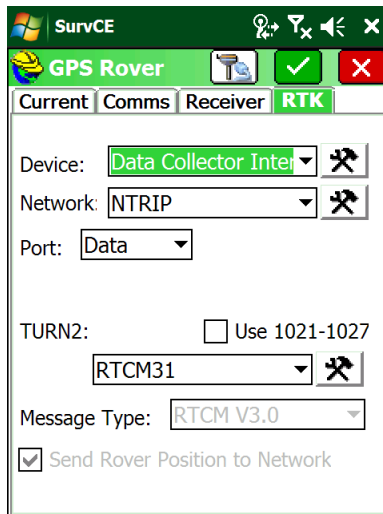 SurvCE
GPS Rover
Current Comms Receiver RTK
Device: Data Collector Inter
Network: NTRIP
Port: Data
TURN2: Use 1021-1027
RTCM31
Message Type: RTCM V3.0
Send Rover Position to Network